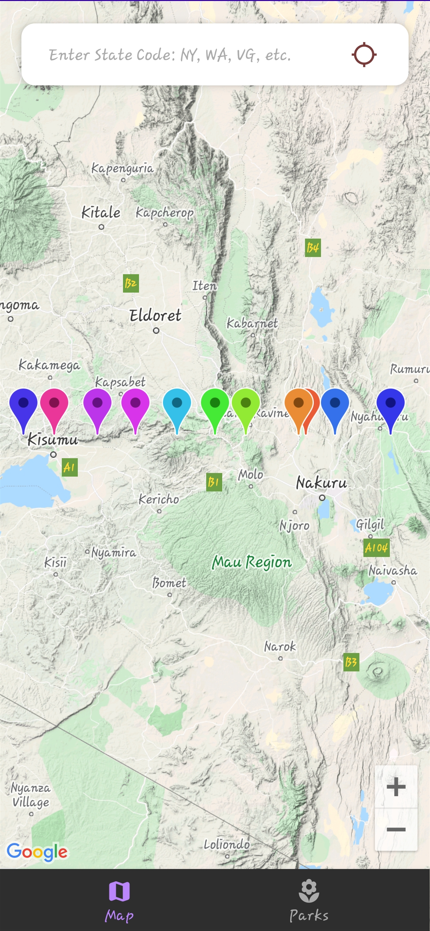 Enter State Code: NY, WA, VG, etc.
Kapenguria
Kitale
Kapcherop
B4
B2
Iten
ngoma
Eldoret
Kabarnet
Kakamega
Rumuru
Kapsabet
Ravine
Kisumu
A1
Molo
B1
Nakuru
Kericho
Njoro
Gilgil
Nyamira
A104
Kisii
Mau Region
Naivasha
Bomet
Narok
B3
Nyanza
Village
Loliondo
Google
Map
Parks